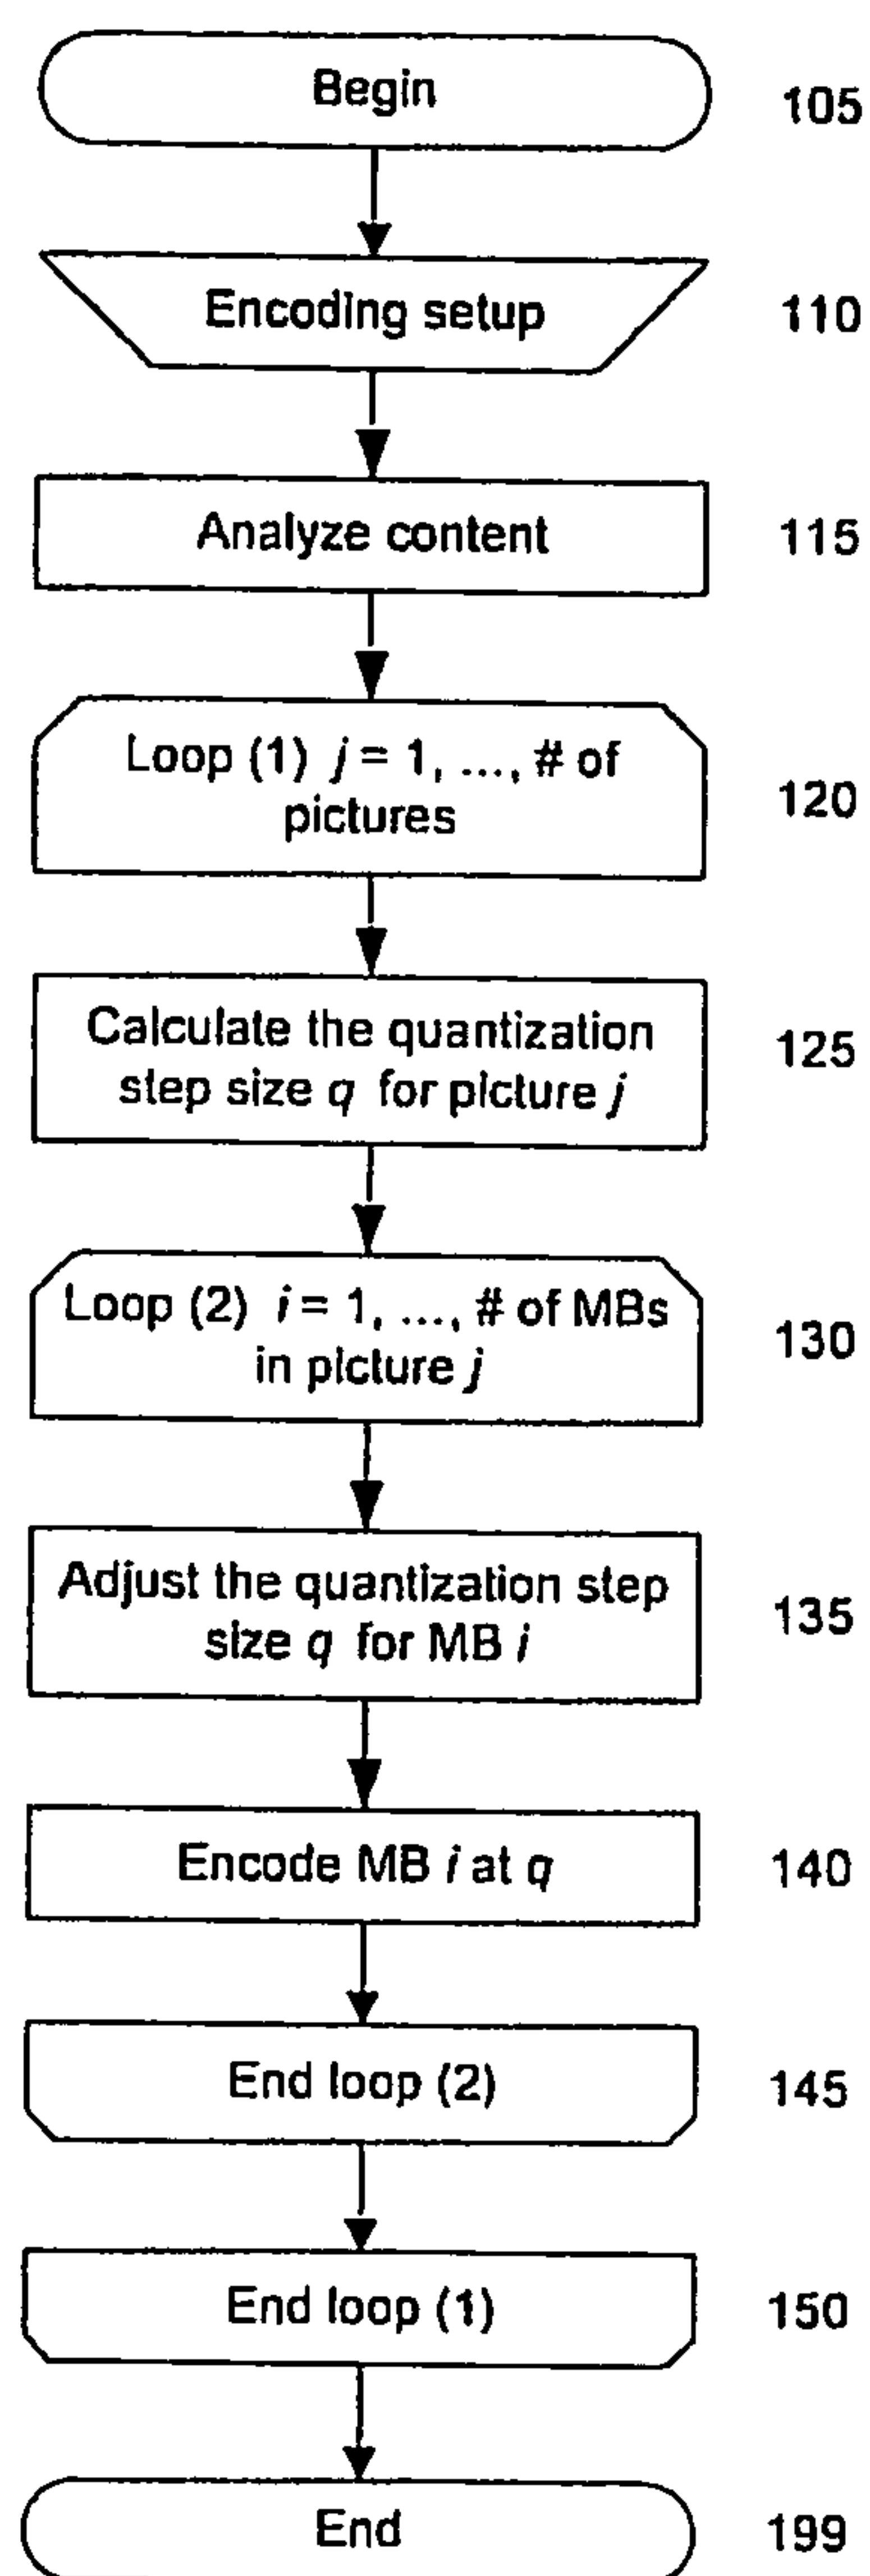 Begin
105
Encoding setup
110
Analyze content
115
Loop (1) j = 1, ..., # of
pictures
120
Calculate the quantization
step size q for picture j
125
Loop (2) i = 1, ..., # of MBs
in picture j
130
Adjust the quantization step
size q for MB i
135
Encode MB i at q
140
End loop (2)
145
End loop (1)
150
End
199